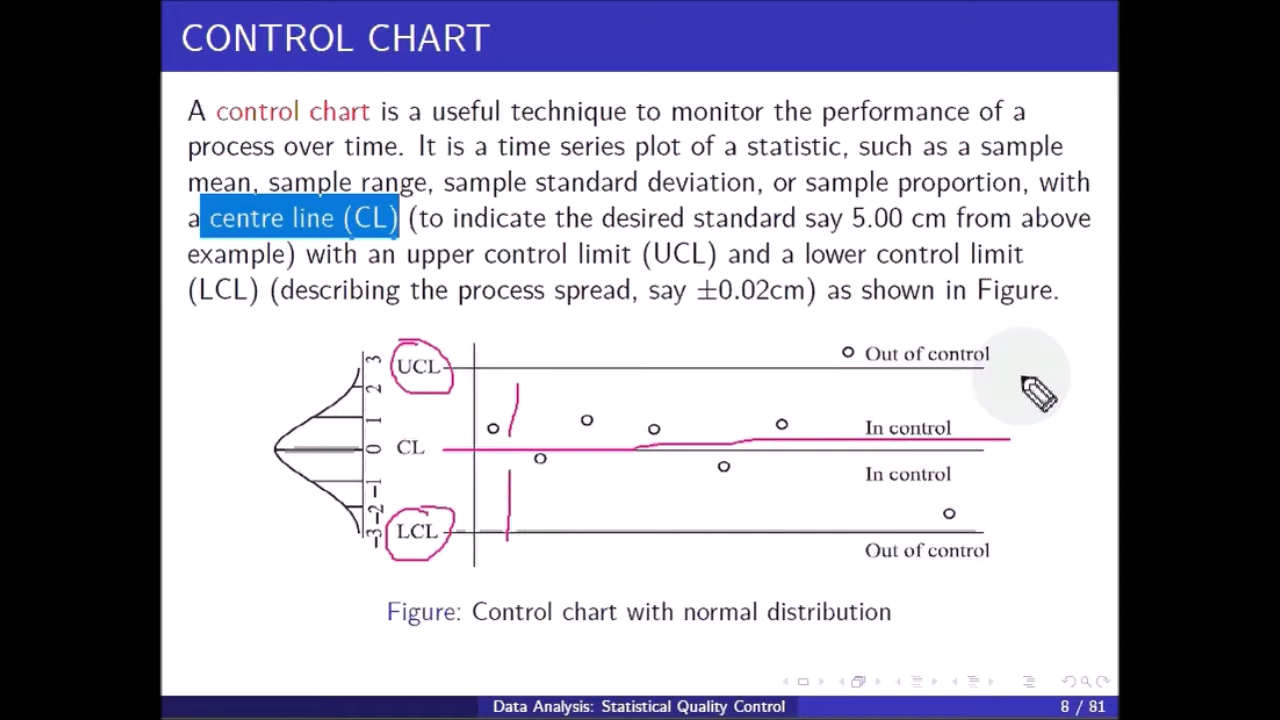 CONTROL CHART
A control chart is a useful technique to monitor the performance of a
process over time. It is a time series plot of a statistic, such as a sample
mean, sample range, sample standard deviation, or sample proportion, with
a centre line (CL) (to indicate the desired standard say 5.00 cm from above
example) with an upper control limit (UCL) and a lower control limit
(LCL) (describing the process spread, say ±0.02cm) as shown in Figure.
3
UCL
Out of control
2
1
In control
0
CL
In control
−1
−2
−3
LCL
Out of control
Figure: Control chart with normal distribution
Data Analysis: Statistical Quality Control
8 / 81